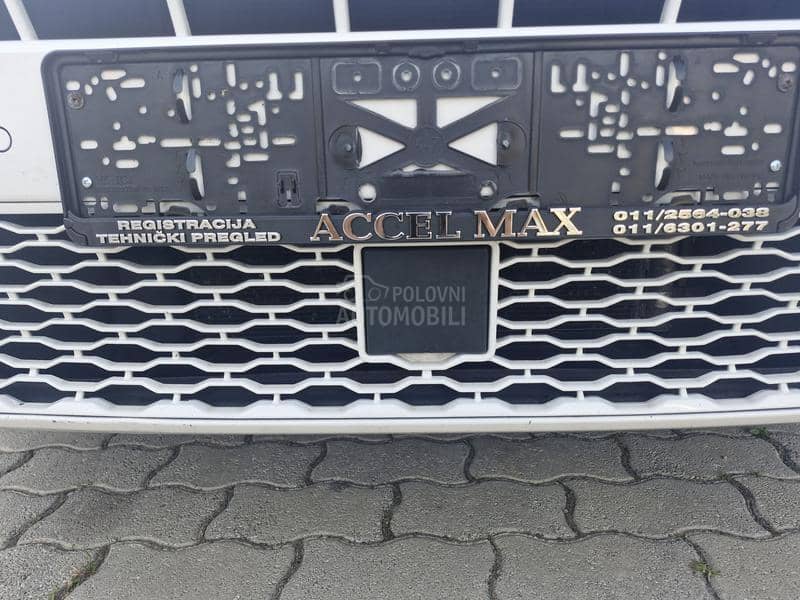 REGISTRACIJA
TEHNIČKI PREGLED
ACCEL MAX
011/2564-038
011/6301-277
POLOVNI
AUTOMOBILI